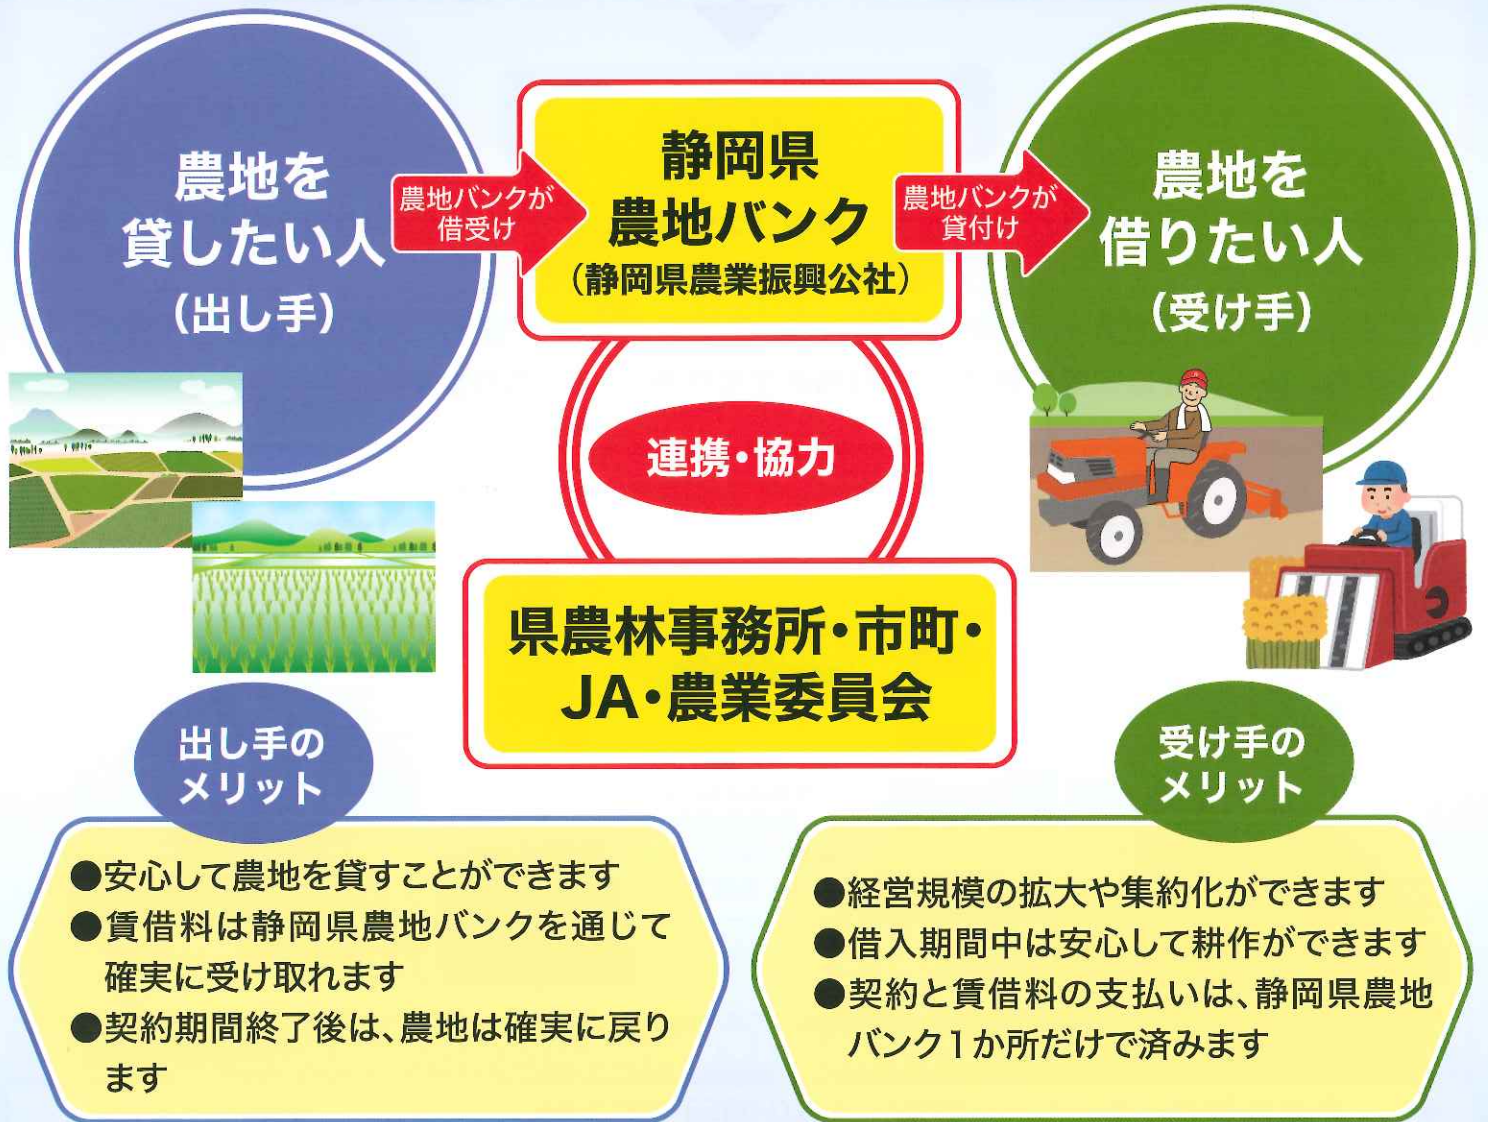 農地を
貸したい人
(出し手)
農地バンクが
借受け
静岡県
農地バンク
(静岡県農業振興公社)
農地バンクが
貸付け
農地を
借りたい人
(受け手)
連携・協力
県農林事務所・市町・
JA・農業委員会
出し手の
メリット
●安心して農地を貸すことができます
●賃借料は静岡県農地バンクを通じて
確実に受け取れます
●契約期間終了後は、農地は確実に戻り
ます
受け手の
メリット
●経営規模の拡大や集約化ができます
●借入期間中は安心して耕作ができます
●契約と賃借料の支払いは、静岡県農地
バンク1か所だけで済みます